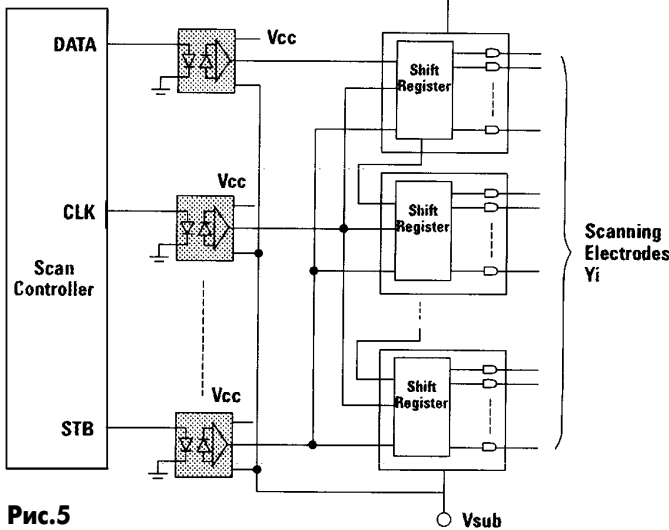 DATA
Vcc
Shift
Register
Vcc
CLK
Shift
Register
Scan
Controller
Scanning
Electrodes
Yi
Vcc
Shift
Register
STB
Рис.5
Vsub